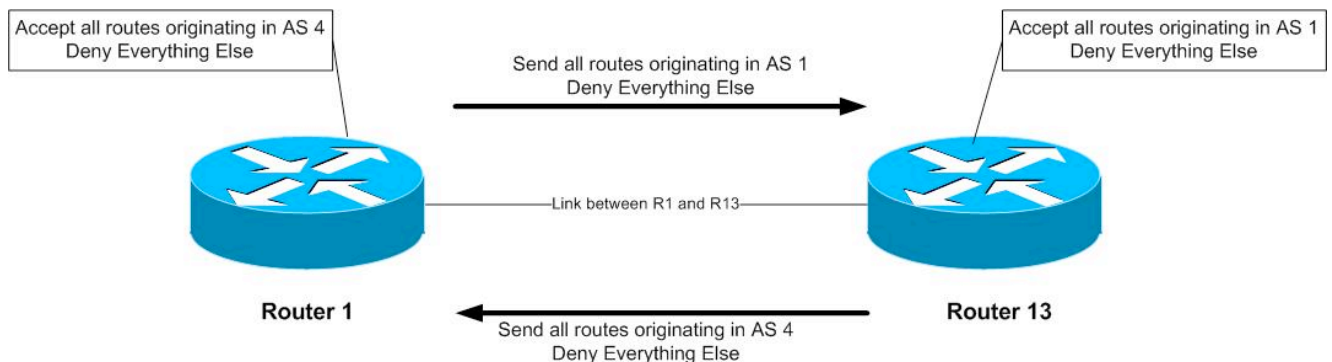 Accept all routes originating in AS 4
Deny Everything Else
Accept all routes originating in AS 1
Deny Everything Else
Send all routes originating in AS 1
Deny Everything Else
Link between R1 and R13
Router 1
Router 13
Send all routes originating in AS 4
Deny Everything Else